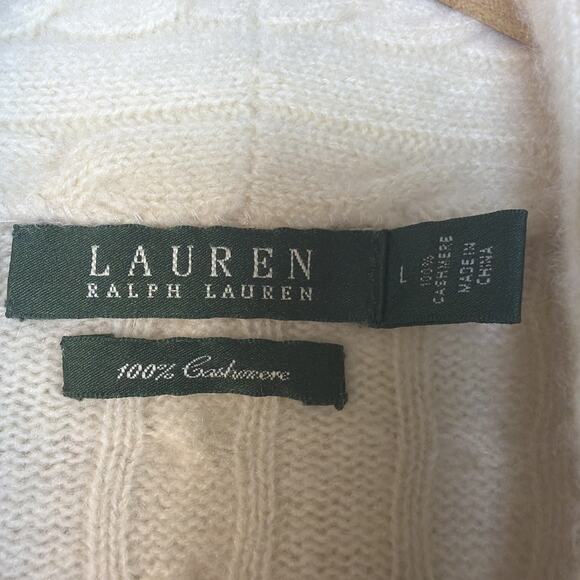 LAUREN
RALPH LAUREN
L
100%
CASHMERE
MADE IN
CHINA
100% Cashmere